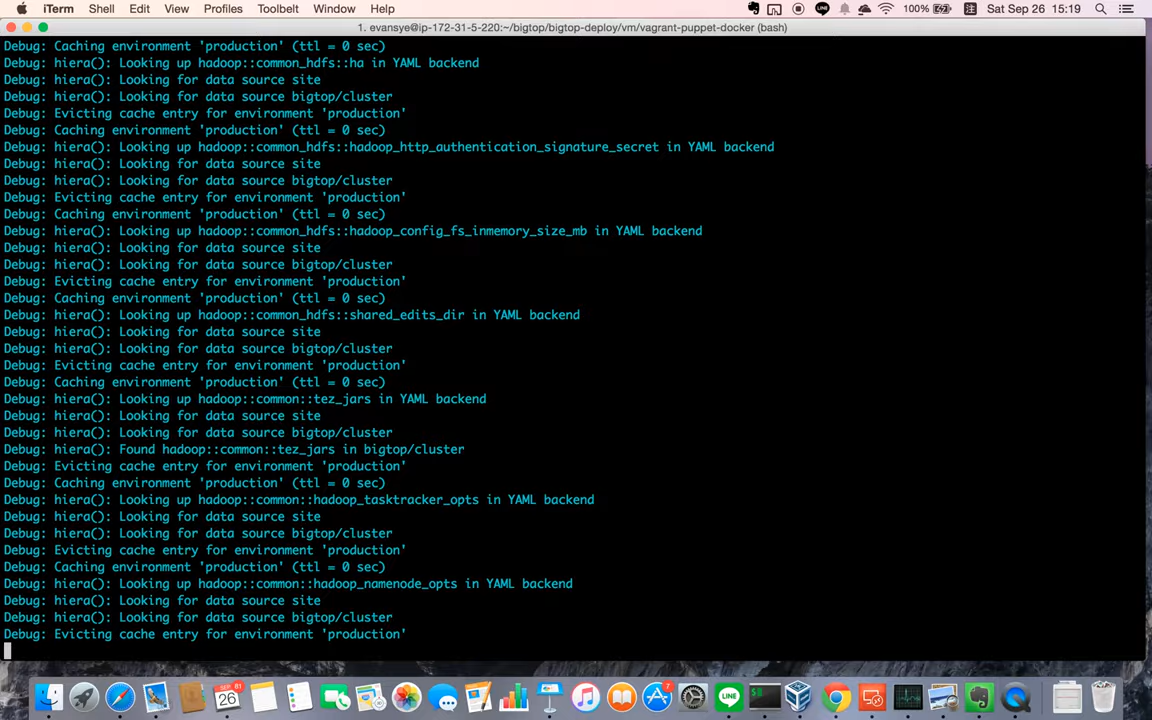 iTerm Shell Edit View Profiles Toolbelt Window Help 100% Sat Sep 26 15:19
1. evansye@ip-172-31-5-220:~/bigtop/bigtop-deploy/vm/vagrant-puppet-docker (bash)
Debug: Caching environment 'production' (ttl = 0 sec)
Debug: hiera(): Looking up hadoop::common_hdfs::ha in YAML backend
Debug: hiera(): Looking for data source site
Debug: hiera(): Looking for data source bigtop/cluster
Debug: Evicting cache entry for environment 'production'
Debug: Caching environment 'production' (ttl = 0 sec)
Debug: hiera(): Looking up hadoop::common_hdfs::hadoop_http_authentication_signature_secret in YAML backend
Debug: hiera(): Looking for data source site
Debug: hiera(): Looking for data source bigtop/cluster
Debug: Evicting cache entry for environment 'production'
Debug: Caching environment 'production' (ttl = 0 sec)
Debug: hiera(): Looking up hadoop::common_hdfs::hadoop_config_fs_inmemory_size_mb in YAML backend
Debug: hiera(): Looking for data source site
Debug: hiera(): Looking for data source bigtop/cluster
Debug: Evicting cache entry for environment 'production'
Debug: Caching environment 'production' (ttl = 0 sec)
Debug: hiera(): Looking up hadoop::common_hdfs::shared_edits_dir in YAML backend
Debug: hiera(): Looking for data source site
Debug: hiera(): Looking for data source bigtop/cluster
Debug: Evicting cache entry for environment 'production'
Debug: Caching environment 'production' (ttl = 0 sec)
Debug: hiera(): Looking up hadoop::common::tez_jars in YAML backend
Debug: hiera(): Looking for data source site
Debug: hiera(): Looking for data source bigtop/cluster
Debug: hiera(): Found hadoop::common::tez_jars in bigtop/cluster
Debug: Evicting cache entry for environment 'production'
Debug: Caching environment 'production' (ttl = 0 sec)
Debug: hiera(): Looking up hadoop::common::hadoop_tasktracker_opts in YAML backend
Debug: hiera(): Looking for data source site
Debug: hiera(): Looking for data source bigtop/cluster
Debug: Evicting cache entry for environment 'production'
Debug: Caching environment 'production' (ttl = 0 sec)
Debug: hiera(): Looking up hadoop::common::hadoop_namenode_opts in YAML backend
Debug: hiera(): Looking for data source site
Debug: hiera(): Looking for data source bigtop/cluster
Debug: Evicting cache entry for environment 'production'
26
LINE